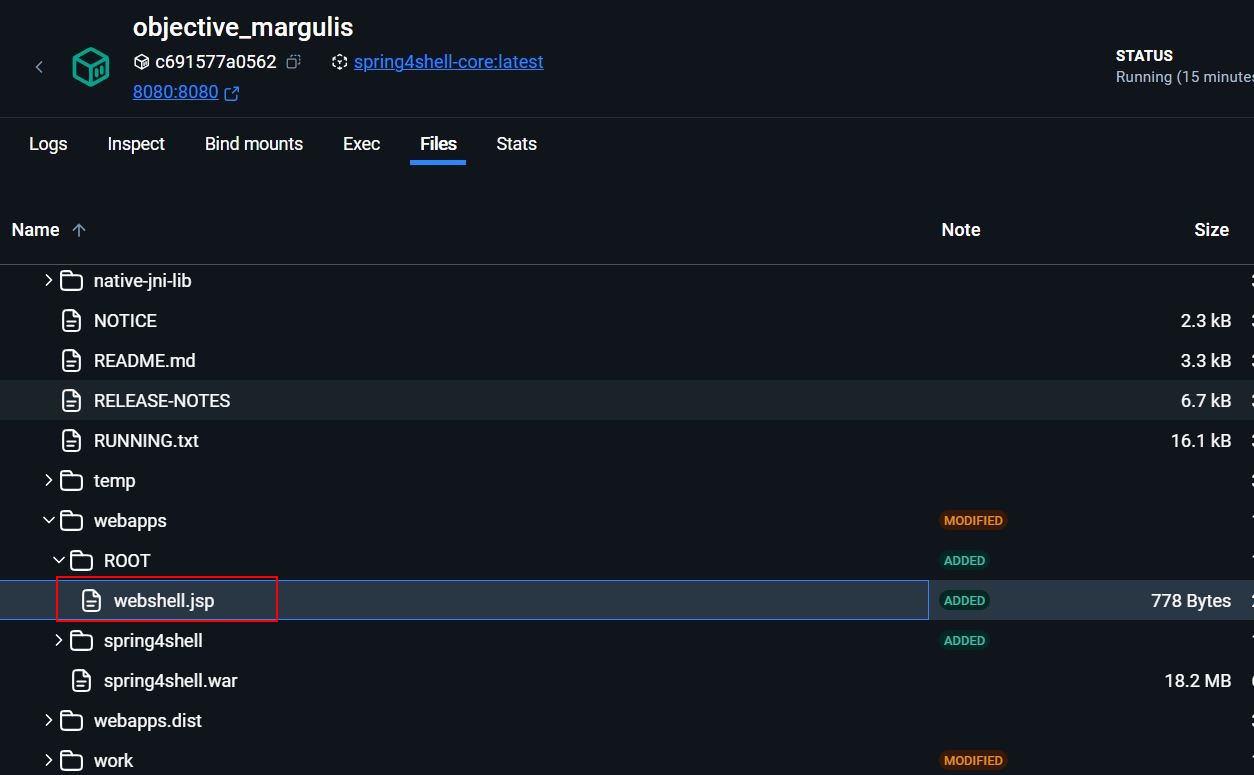 objective_margulis
c691577a0562 spring4shell-core:latest
8080:8080
STATUS
Running (15 minutes
Logs Inspect Bind mounts Exec Files Stats
Name Note Size
native-jni-lib
NOTICE 2.3 kB
README.md 3.3 kB
RELEASE-NOTES 6.7 kB
RUNNING.txt 16.1 kB
temp
webapps MODIFIED
ROOT ADDED
webshell.jsp ADDED 778 Bytes
spring4shell ADDED
spring4shell.war 18.2 MB
webapps.dist
work MODIFIED